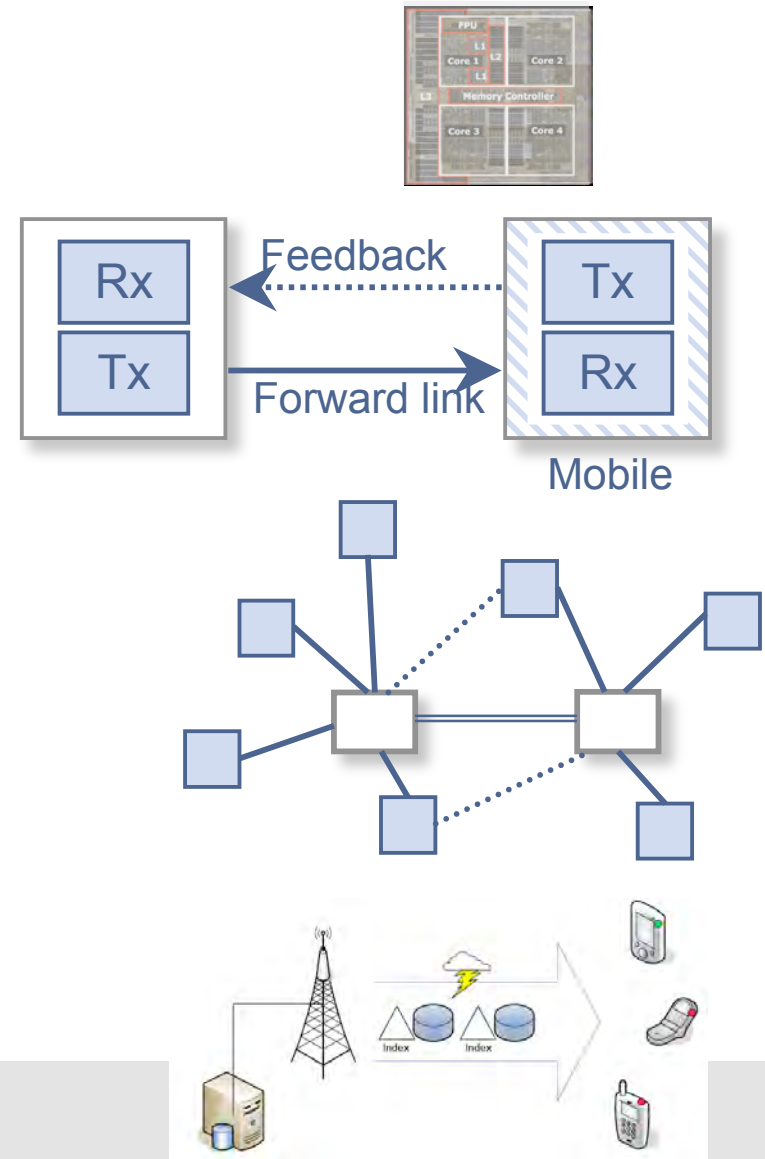 FPU
L1
L2
Core 1
Core 2
L1
L3
Memory Controller
Core 3
Core 4
Feedback
Rx
Tx
Tx
Rx
Forward link
Mobile
Index
Index